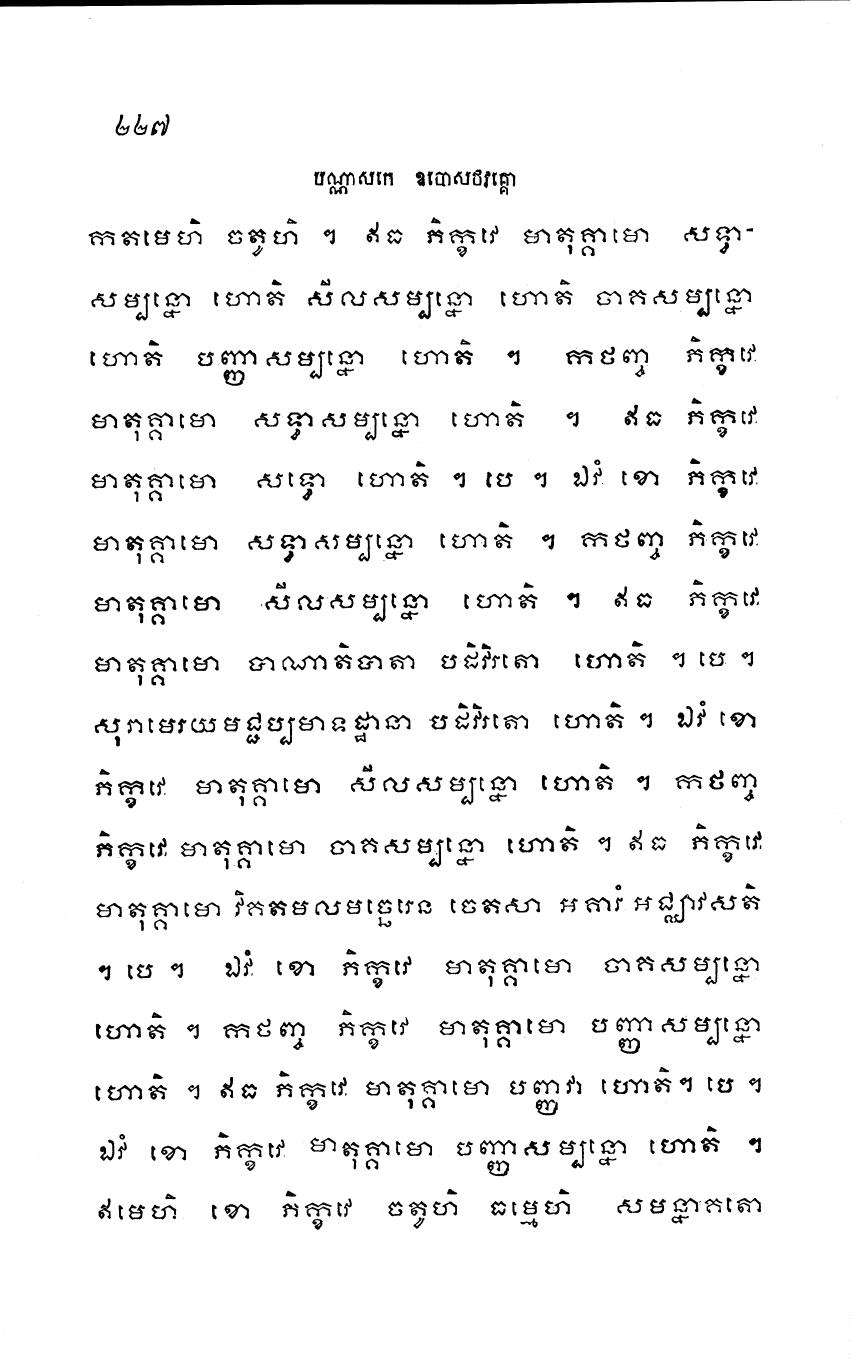 ២២៧
បណ្ណាសកេ ឧបោសថវគ្គោ
កតមេហិ ចតូហិ ។ ឥធ ភិក្ខវេ មាតុគ្គាមោ សទ្ធា-
សម្បន្នោ ហោតិ សីលសម្បន្នោ ហោតិ ចាគសម្បន្នោ
ហោតិ បញ្ញាសម្បន្នោ ហោតិ ។ កថញ្ច ភិក្ខវេ
មាតុគ្គាមោ សទ្ធាសម្បន្នោ ហោតិ ។ ឥធ ភិក្ខវេ
មាតុគ្គាមោ សទ្ធោ ហោតិ ។ បេ ។ ឯវំ ខោ ភិក្ខវេ
មាតុគ្គាមោ សទ្ធាសម្បន្នោ ហោតិ ។ កថញ្ច ភិក្ខវេ
មាតុគ្គាមោ សីលសម្បន្នោ ហោតិ ។ ឥធ ភិក្ខវេ
មាតុគ្គាមោ បាណាតិបាតា បដិវិរតោ ហោតិ ។ បេ ។
សុរាមេរយមជ្ជប្បមាទដ្ឋានា បដិវិរតោ ហោតិ ។ ឯវំ ខោ
ភិក្ខវេ មាតុគ្គាមោ សីលសម្បន្នោ ហោតិ ។ កថញ្ច
ភិក្ខវេ មាតុគ្គាមោ ចាគសម្បន្នោ ហោតិ ។ ឥធ ភិក្ខវេ
មាតុគ្គាមោ វិគតមលមច្ឆេរេន ចេតសា អគារំ អជ្ឈាវសតិ
។ បេ ។ ឯវំ ខោ ភិក្ខវេ មាតុគ្គាមោ ចាគសម្បន្នោ
ហោតិ ។ កថញ្ច ភិក្ខវេ មាតុគ្គាមោ បញ្ញាសម្បន្នោ
ហោតិ ។ ឥធ ភិក្ខវេ មាតុគ្គាមោ បញ្ញវា ហោតិ។ បេ ។
ឯវំ ខោ ភិក្ខវេ មាតុគ្គាមោ បញ្ញាសម្បន្នោ ហោតិ ។
ឥមេហិ ខោ ភិក្ខវេ ចតូហិ ធម្មេហិ សមន្នាគតោ